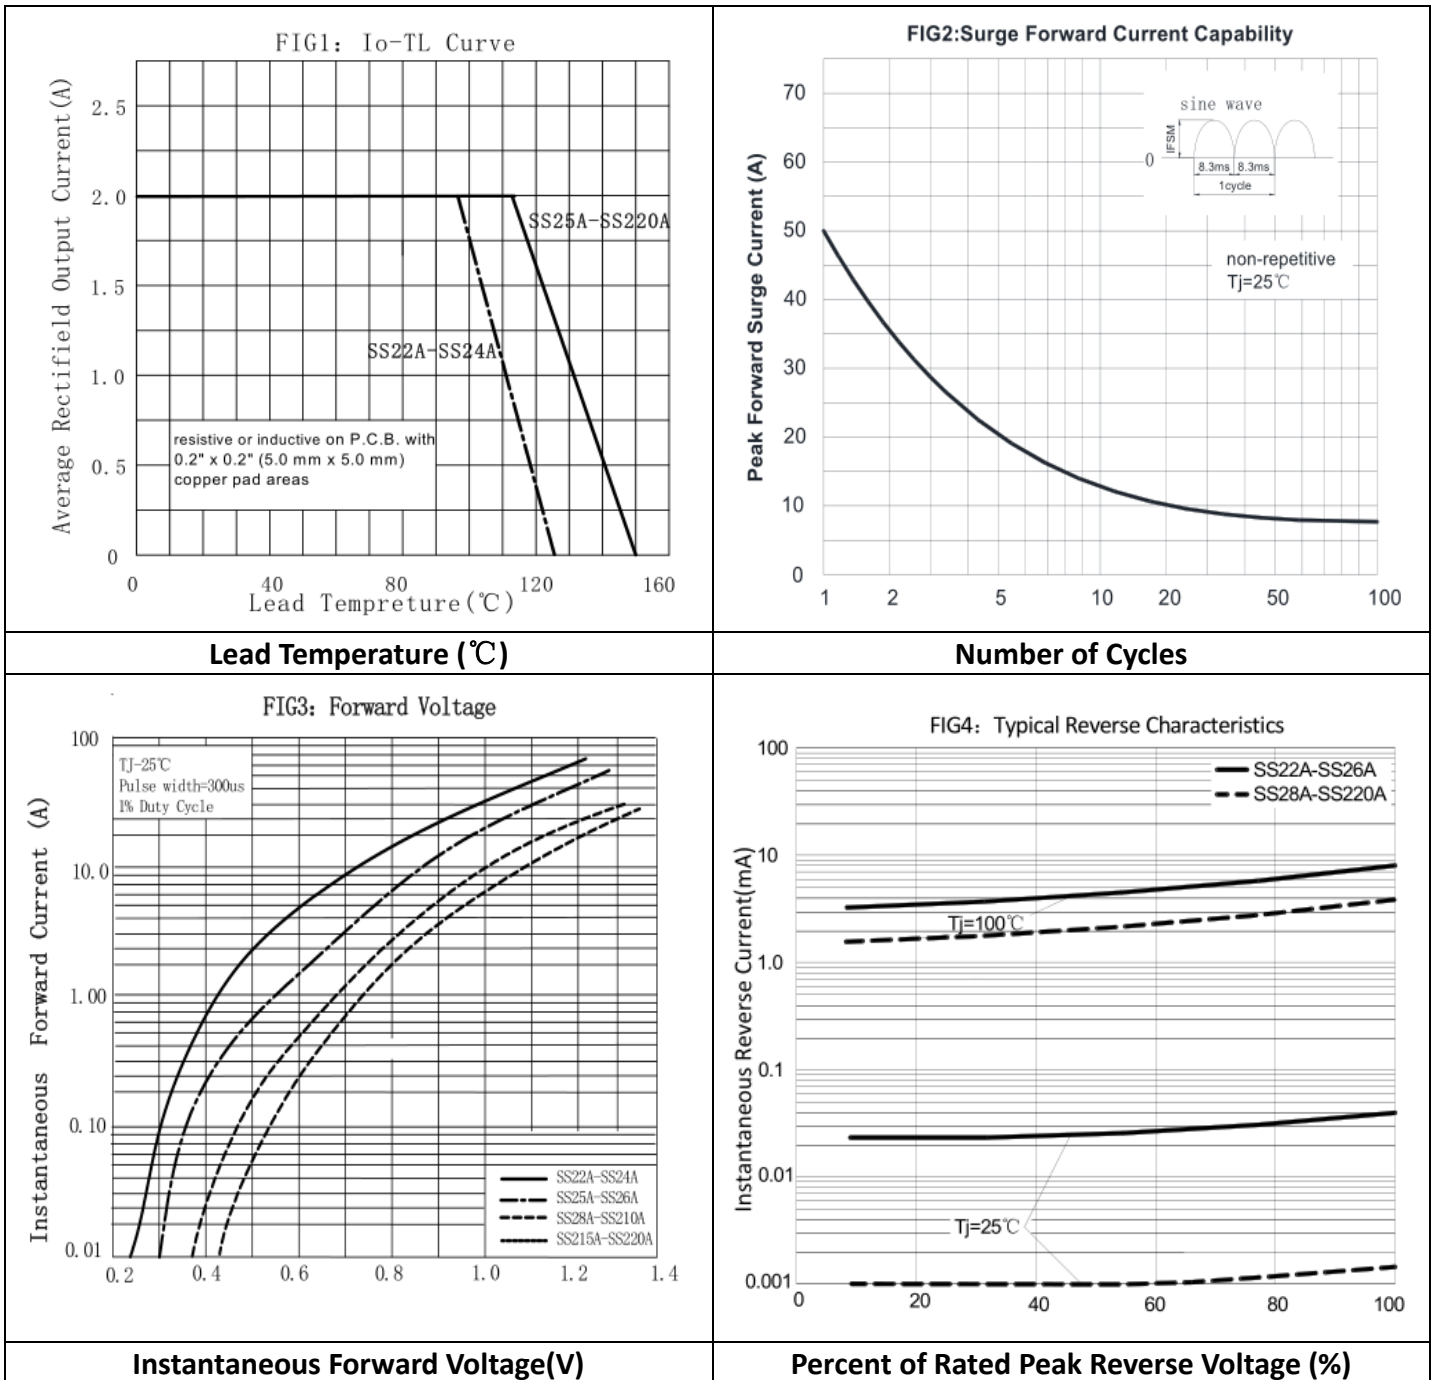 FIG1: Io-TL Curve
Average Rectifield Output Current(A)
2.5
2.0
1.5
1.0
0.5
0
SS25A-SS220A
SS22A-SS24A
resistive or inductive on P.C.B. with
0.2" x 0.2" (5.0 mm x 5.0 mm)
copper pad areas
0 40 80 120 160
Lead Tempreture(℃)
Lead Temperature (℃)
FIG2:Surge Forward Current Capability
Peak Forward Surge Current (A)
70
60
50
40
30
20
10
0
sine wave
IFSM
0
8.3ms 8.3ms
1cycle
non-repetitive
Tj=25℃
1 2 5 10 20 50 100
Number of Cycles
FIG3: Forward Voltage
Instantaneous Forward Current (A)
100
10.0
1.00
0.10
0.01
TJ-25℃
Pulse width=300us
1% Duty Cycle
SS22A-SS24A
SS25A-SS26A
SS28A-SS210A
SS215A-SS220A
0.2 0.4 0.6 0.8 1.0 1.2 1.4
Instantaneous Forward Voltage(V)
FIG4: Typical Reverse Characteristics
Instantaneous Reverse Current(mA)
100
10
1.0
0.1
0.01
0.001
SS22A-SS26A
SS28A-SS220A
Tj=100℃
Tj=25℃
0 20 40 60 80 100
Percent of Rated Peak Reverse Voltage (%)